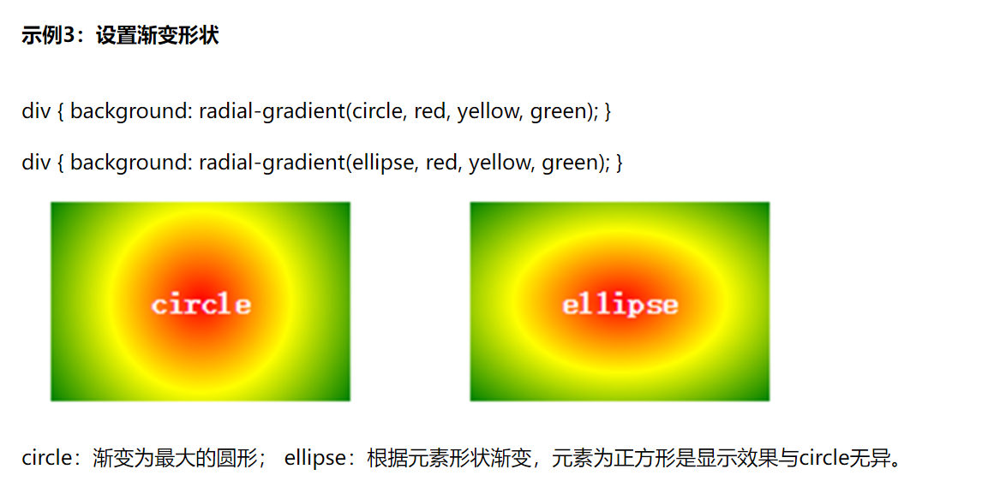 示例3：设置渐变形状
div { background: radial-gradient(circle, red, yellow, green); }
div { background: radial-gradient(ellipse, red, yellow, green); }
circle
ellipse
circle：渐变为最大的圆形； ellipse：根据元素形状渐变，元素为正方形是显示效果与circle无异。